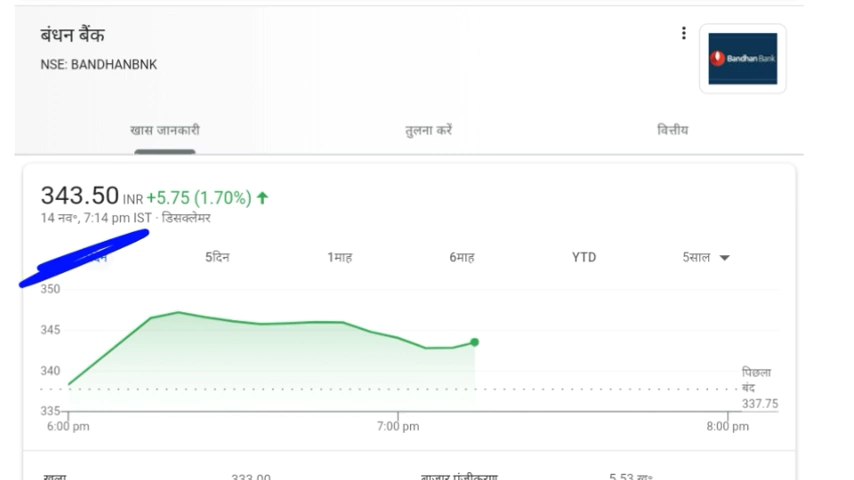 बंधन बैंक
NSE: BANDHANBNK
Bandhan Bank
खास जानकारी
तुलना करें
वित्तीय
343.50 INR +5.75 (1.70%) ↑
14 नव॰, 7:14 pm IST · डिसक्लेमर
5दिन
1माह
6माह
YTD
5साल
350
345
340
335
पिछला
बंद
337.75
6:00 pm
7:00 pm
8:00 pm
खुला
333.00
बाज़ार पूंजीकरण
5.53 ख॰